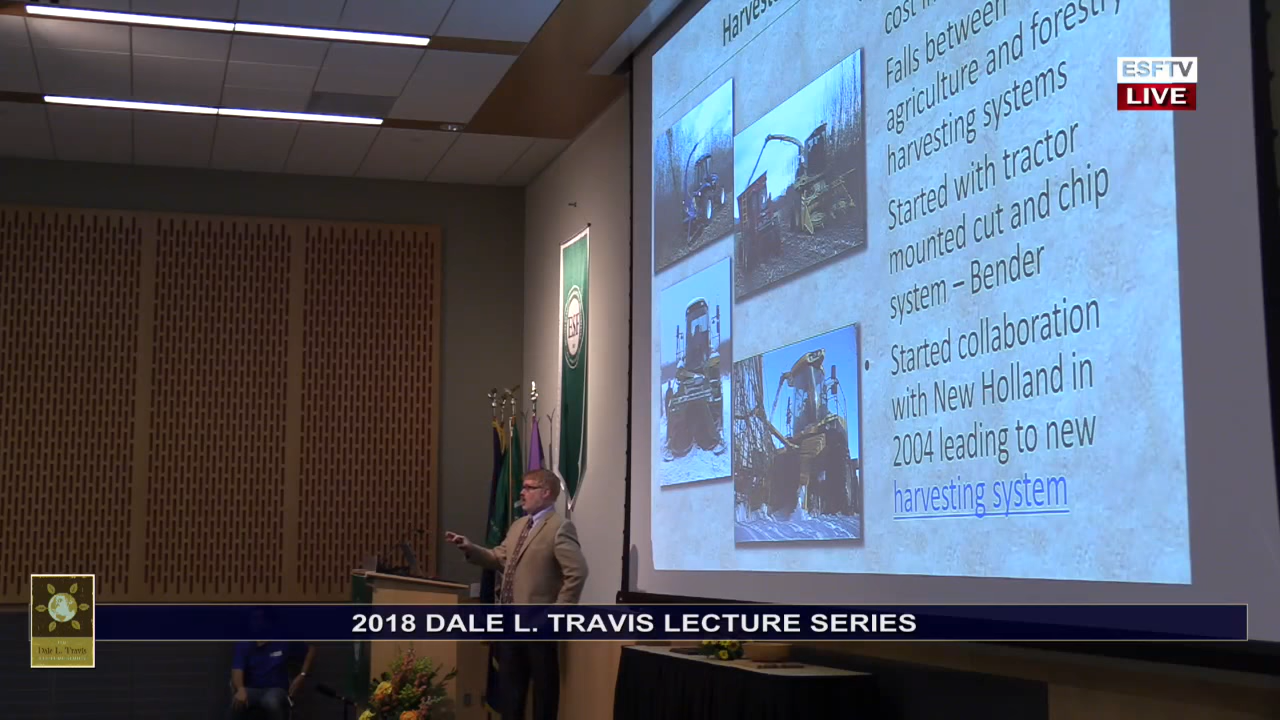 cost in
Falls between
agriculture and forestry
harvesting systems
Started with tractor
mounted cut and chip
system – Bender
• Started collaboration
with New Holland in
2004 leading to new
harvesting system
ESFTV
LIVE
ESF
2018 DALE L. TRAVIS LECTURE SERIES
Dale L. Travis